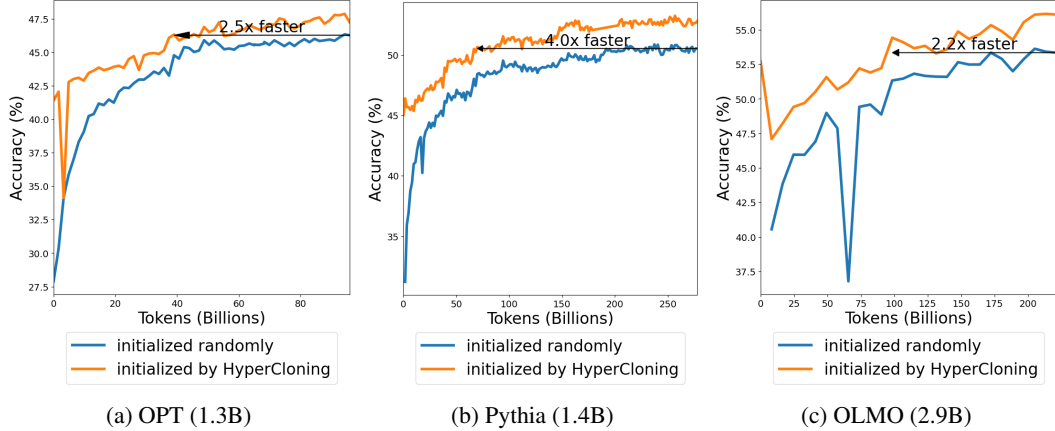 2.5x faster
Accuracy (%)
47.5
45.0
42.5
40.0
37.5
35.0
32.5
30.0
27.5
0 20 40 60 80
Tokens (Billions)
initialized randomly
initialized by HyperCloning
(a) OPT (1.3B)
4.0x faster
Accuracy (%)
50
45
40
35
0 50 100 150 200 250
Tokens (Billions)
initialized randomly
initialized by HyperCloning
(b) Pythia (1.4B)
2.2x faster
Accuracy (%)
55.0
52.5
50.0
47.5
45.0
42.5
40.0
37.5
0 25 50 75 100 125 150 175 200
Tokens (Billions)
initialized randomly
initialized by HyperCloning
(c) OLMO (2.9B)